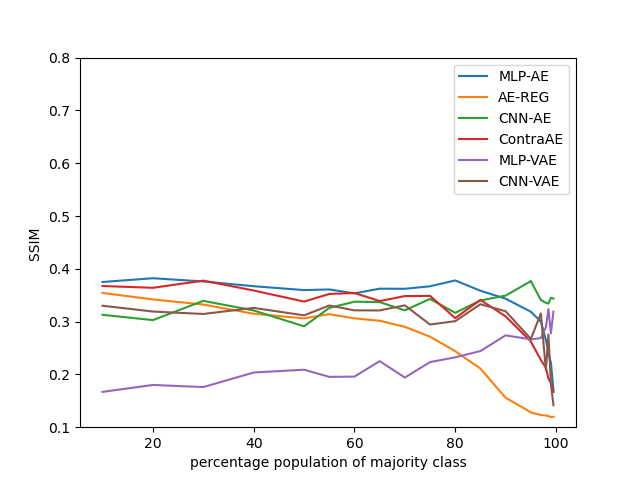 0.8
0.7
0.6
0.5
0.4
0.3
0.2
0.1
SSIM
MLP-AE
AE-REG
CNN-AE
ContraAE
MLP-VAE
CNN-VAE
20 40 60 80 100
percentage population of majority class